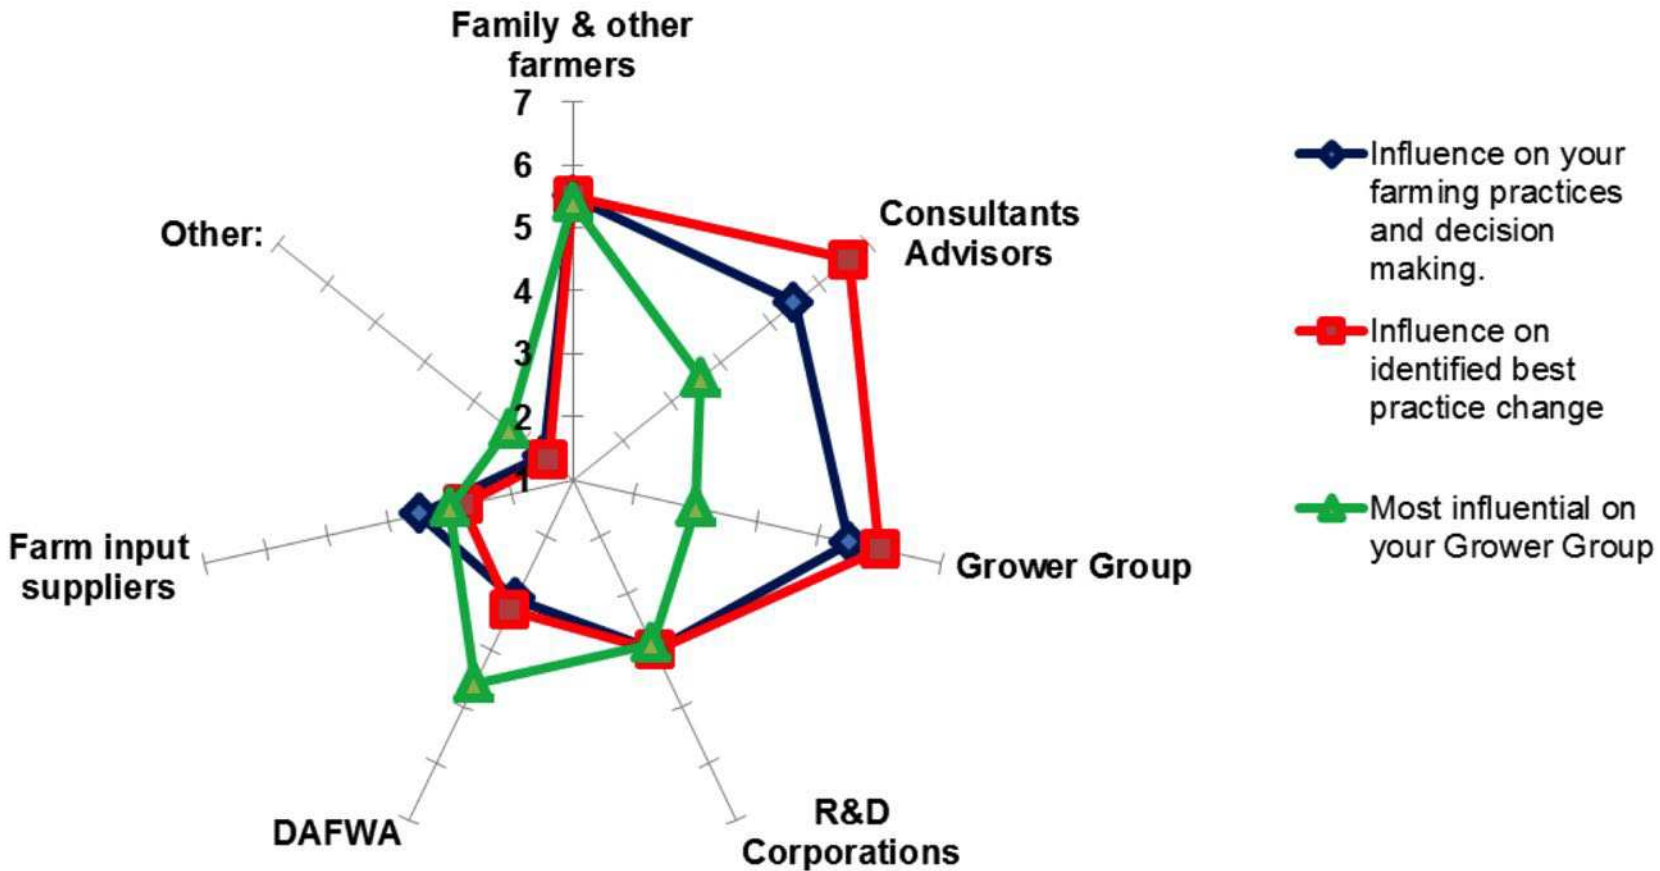 Family & other
farmers
7
6
5
4
3
2
1
Consultants
Advisors
Grower Group
R&D
Corporations
DAFWA
Farm input
suppliers
Other:
Influence on your
farming practices
and decision
making.
Influence on
identified best
practice change
Most influential on
your Grower Group